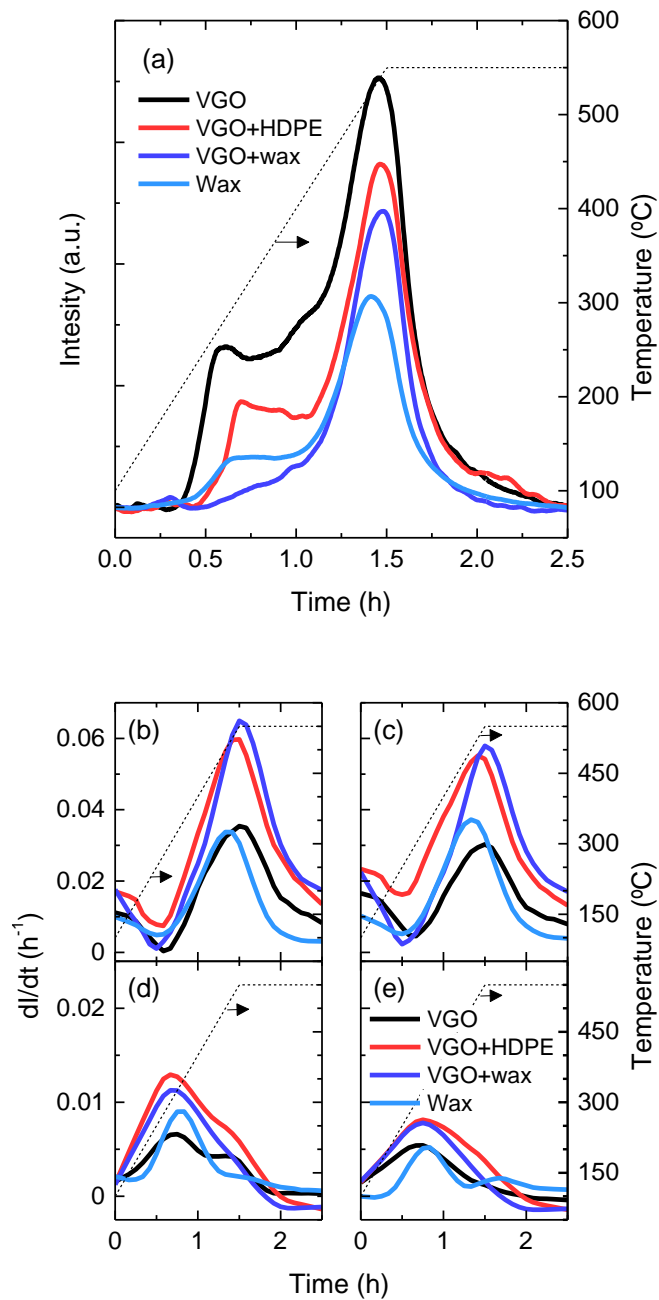 (a)
VGO
VGO+HDPE
VGO+wax
Wax
Intesity (a.u.)
600
500
400
300
200
100
Temperature (ºC)
0.0 0.5 1.0 1.5 2.0 2.5
Time (h)
(b) (c)
0.06
0.04
0.02
0
600
450
300
150
(d) (e)
VGO
VGO+HDPE
VGO+wax
Wax
0.02
0.01
0
450
300
150
dI/dt (h⁻¹)
Temperature (ºC)
0 1 2 0 1 2
Time (h)